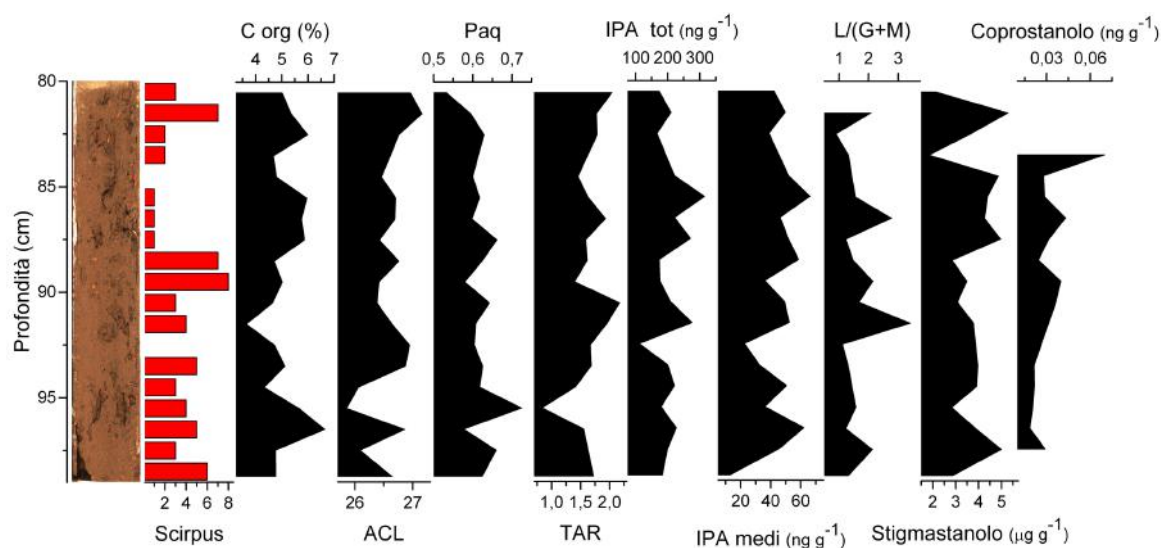 C org (%) Paq IPA tot (ng g⁻¹) L/(G+M) Coprostanolo (ng g⁻¹)
4 5 6 7 0,5 0,6 0,7 100 200 300 1 2 3 0,03 0,06
80
85
90
95
Profondità (cm)
2 4 6 8 26 27 1,0 1,5 2,0 20 40 60 2 3 4 5
Scirpus ACL TAR IPA medi (ng g⁻¹) Stigmastanolo (µg g⁻¹)